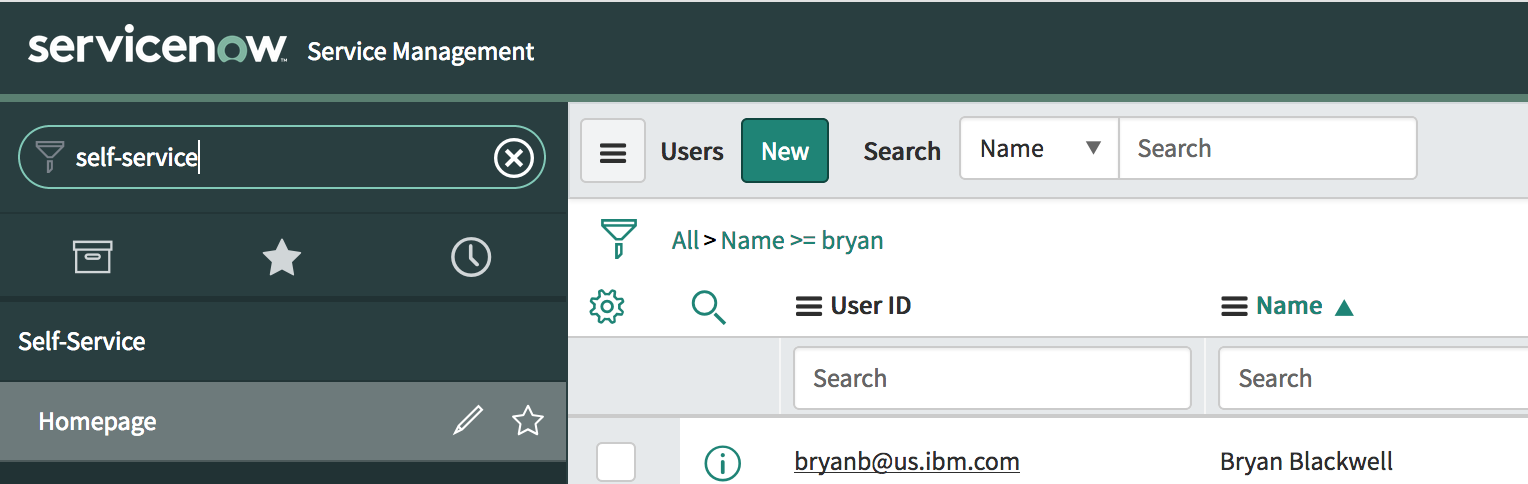 servicenow™ Service Management
self-service
Users New Search Name Search
All > Name >= bryan
User ID Name
Self-Service
Search Search
Homepage
bryanb@us.ibm.com Bryan Blackwell